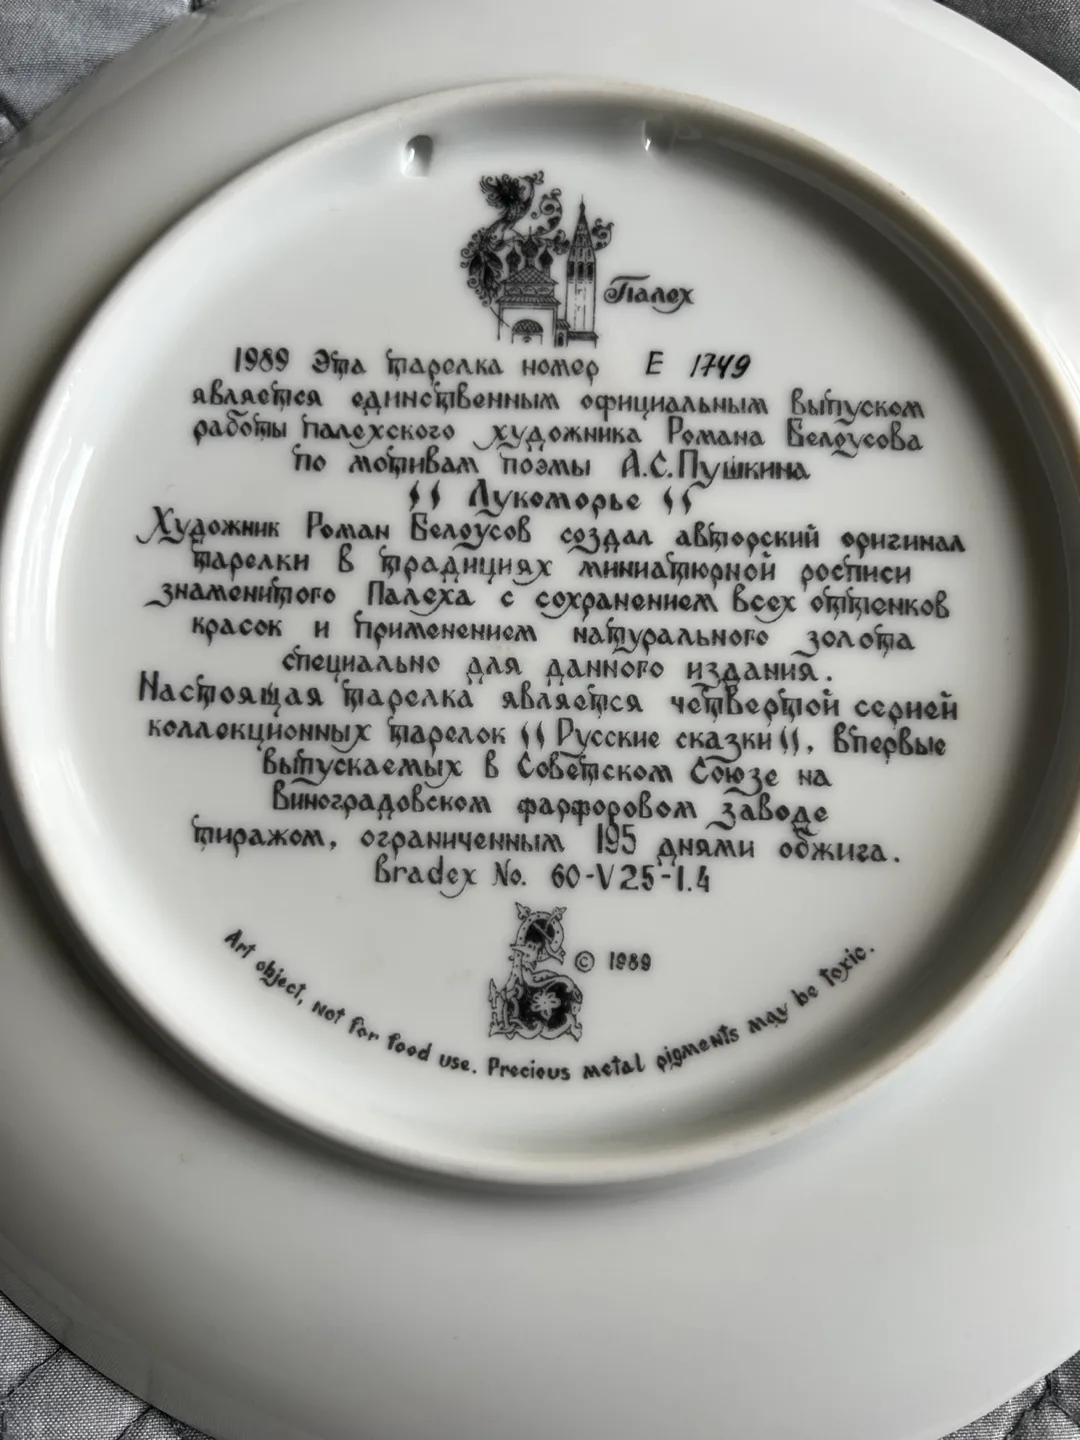 Палех
1989 Эта тарелка номер Е 1749
является единственным официальным выпуском
работы палехского художника Романа Белоусова
по мотивам поэмы А.С.Пушкина
"Лукоморье"
Художник Роман Белоусов создал авторский оригинал
тарелки в традициях миниатюрной росписи
знаменитого Палеха с сохранением всех оттенков
красок и применением натурального золота
специально для данного издания.
Настоящая тарелка является четвертой серией
коллекционных тарелок "Русские сказки", впервые
выпускаемых в Советском Союзе на
Виноградовском фарфоровом заводе
тиражом, ограниченным 195 днями обжига.
Bradex No. 60-V25-1.4
© 1989
Art object, not for food use. Precious metal pigments may be toxic.